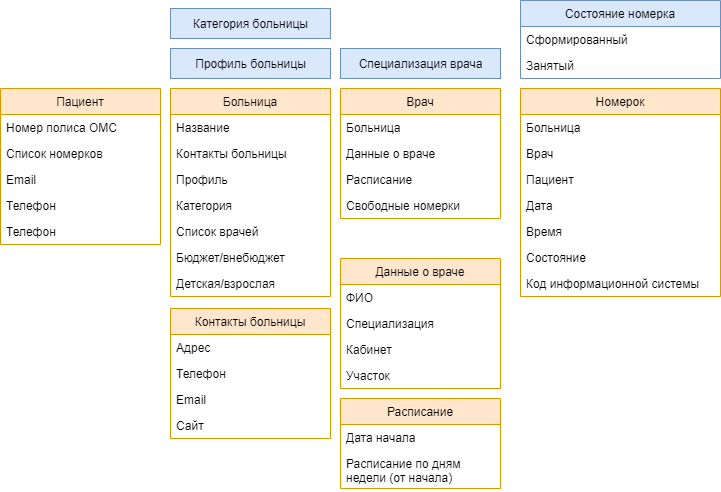 Категория больницы
Профиль больницы
Специализация врача
Состояние номерка
Сформированный
Занятый
Пациент
Номер полиса ОМС
Список номерков
Email
Телефон
Телефон
Больница
Название
Контакты больницы
Профиль
Категория
Список врачей
Бюджет/внебюджет
Детская/взрослая
Контакты больницы
Адрес
Телефон
Email
Сайт
Врач
Больница
Данные о враче
Расписание
Свободные номерки
Данные о враче
ФИО
Специализация
Кабинет
Участок
Расписание
Дата начала
Расписание по дням
недели (от начала)
Номерок
Больница
Врач
Пациент
Дата
Время
Состояние
Код информационной системы